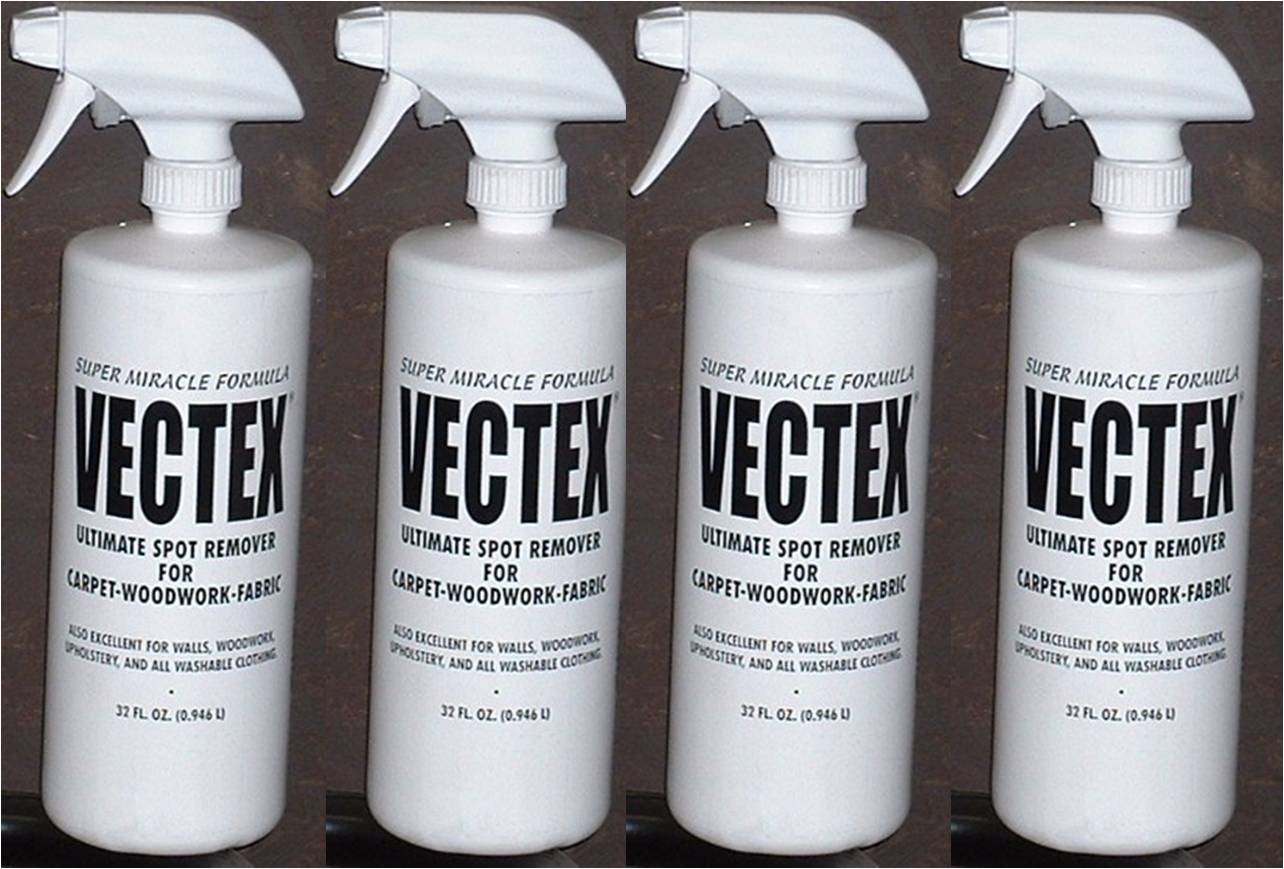 SUPER MIRACLE FORMULA
VECTEX®
ULTIMATE SPOT REMOVER
FOR
CARPET-WOODWORK-FABRIC
ALSO EXCELLENT FOR WALLS, WOODWORK,
UPHOLSTERY, AND ALL WASHABLE CLOTHING.
32 FL. OZ. (0.946 L)
SUPER MIRACLE FORMULA
VECTEX®
ULTIMATE SPOT REMOVER
FOR
CARPET-WOODWORK-FABRIC
ALSO EXCELLENT FOR WALLS, WOODWORK,
UPHOLSTERY, AND ALL WASHABLE CLOTHING.
32 FL. OZ. (0.946 L)
SUPER MIRACLE FORMULA
VECTEX®
ULTIMATE SPOT REMOVER
FOR
CARPET-WOODWORK-FABRIC
ALSO EXCELLENT FOR WALLS, WOODWORK,
UPHOLSTERY, AND ALL WASHABLE CLOTHING.
32 FL. OZ. (0.946 L)
SUPER MIRACLE FORMULA
VECTEX®
ULTIMATE SPOT REMOVER
FOR
CARPET-WOODWORK-FABRIC
ALSO EXCELLENT FOR WALLS, WOODWORK,
UPHOLSTERY, AND ALL WASHABLE CLOTHING.
32 FL. OZ. (0.946 L)